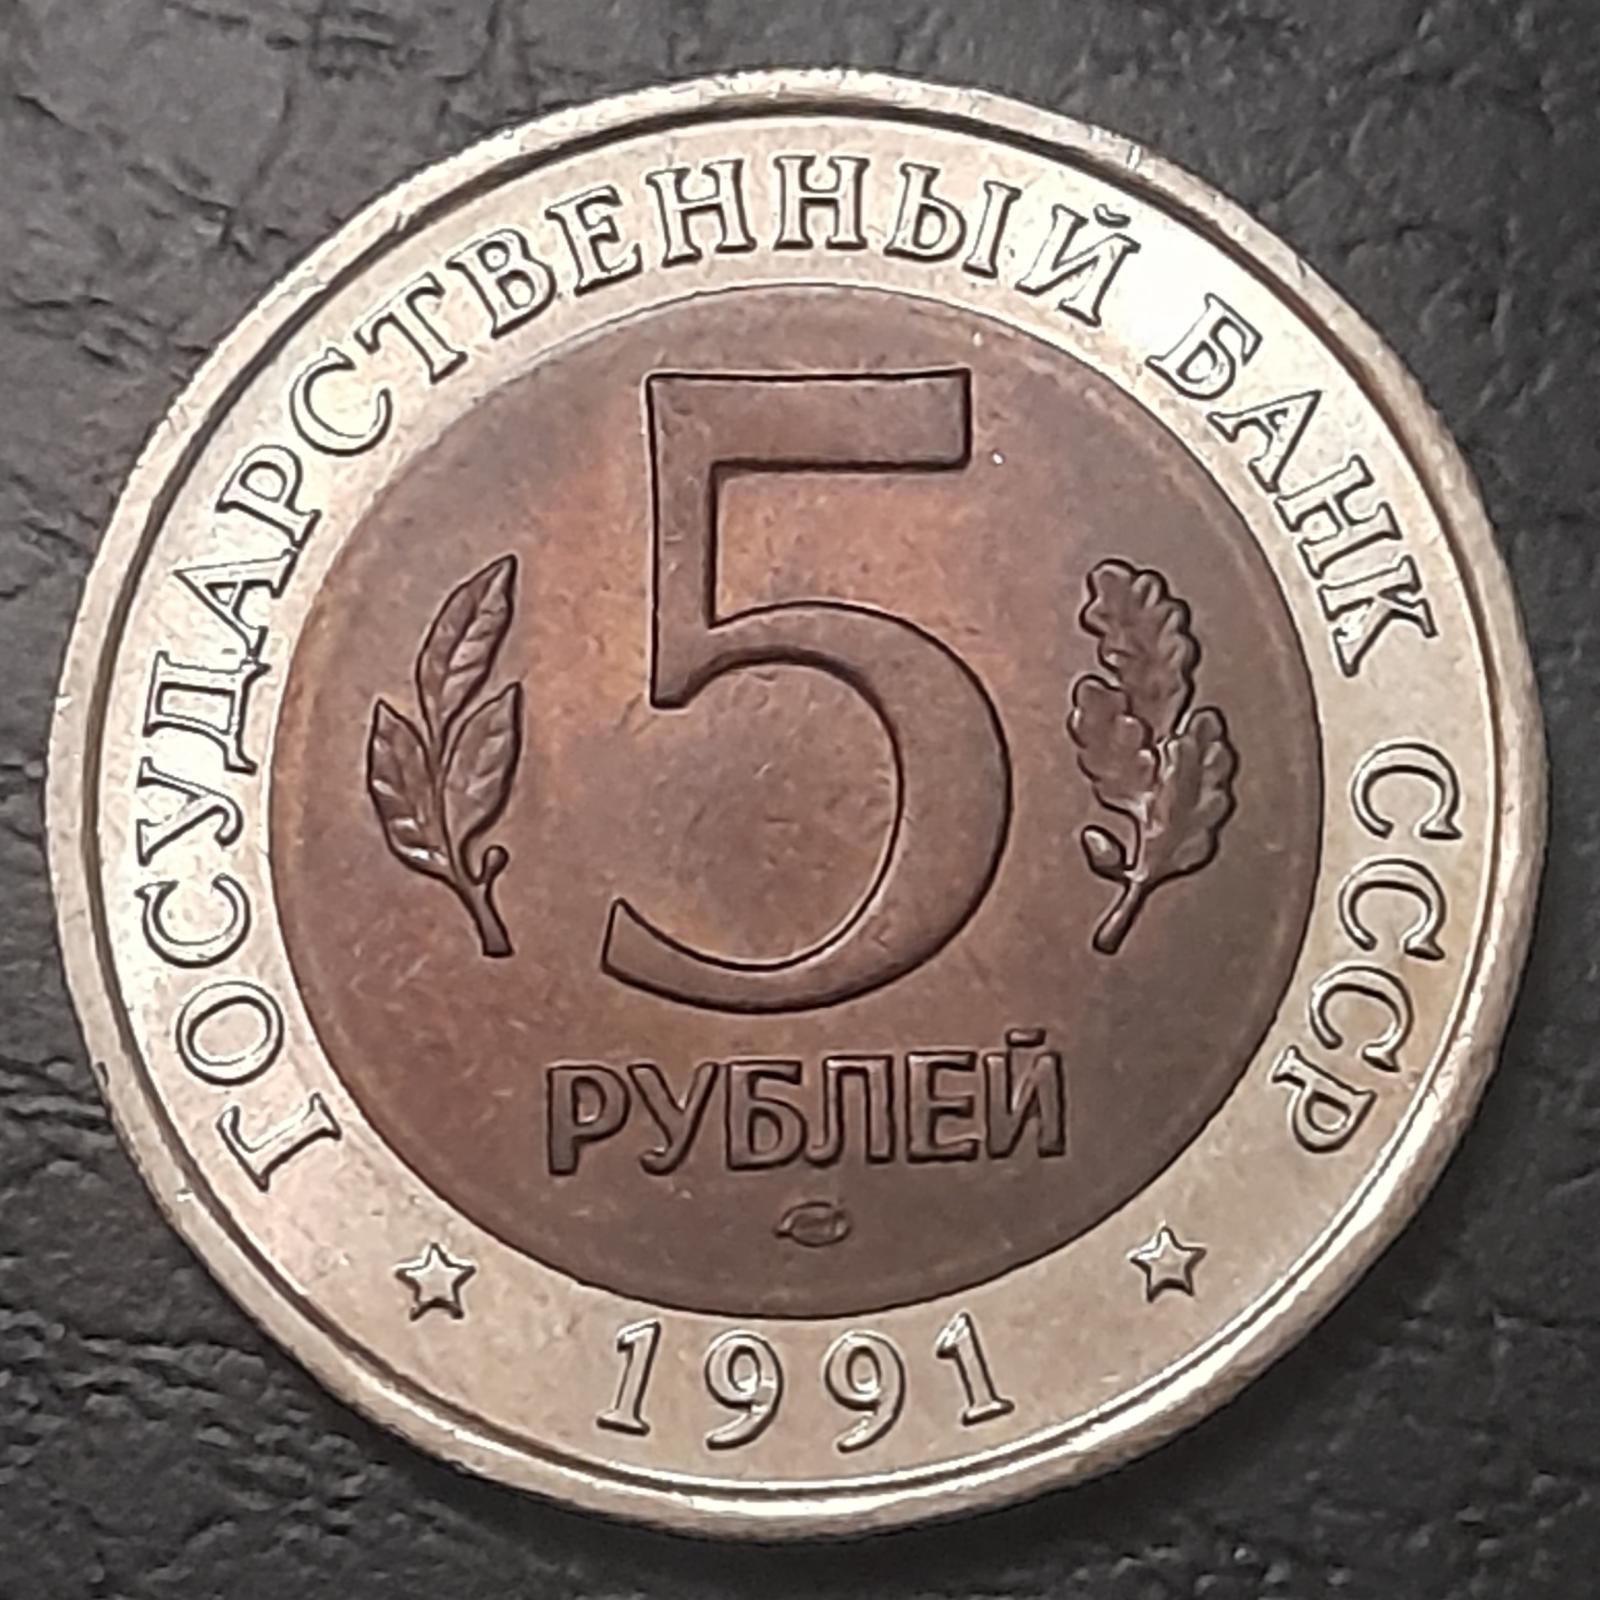 ГОСУДАРСТВЕННЫЙ БАНК СССР
5
РУБЛЕЙ
1991